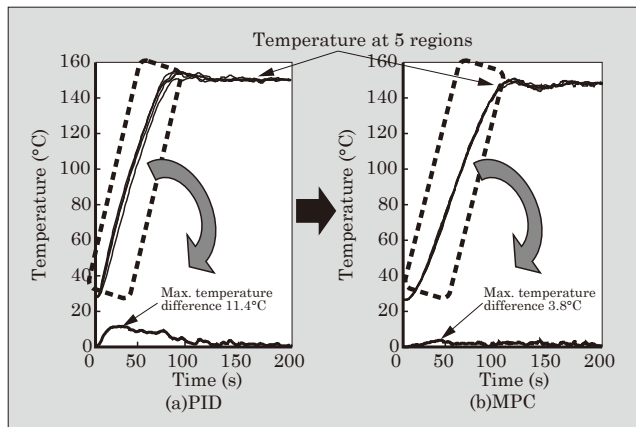 Temperature at 5 regions
Temperature (°C)
160
140
120
100
80
60
40
20
0
Max. temperature
difference 11.4°C
0 50 100 150 200
Time (s)
(a)PID
Temperature (°C)
160
140
120
100
80
60
40
20
0
Max. temperature
difference 3.8°C
0 50 100 150 200
Time (s)
(b)MPC